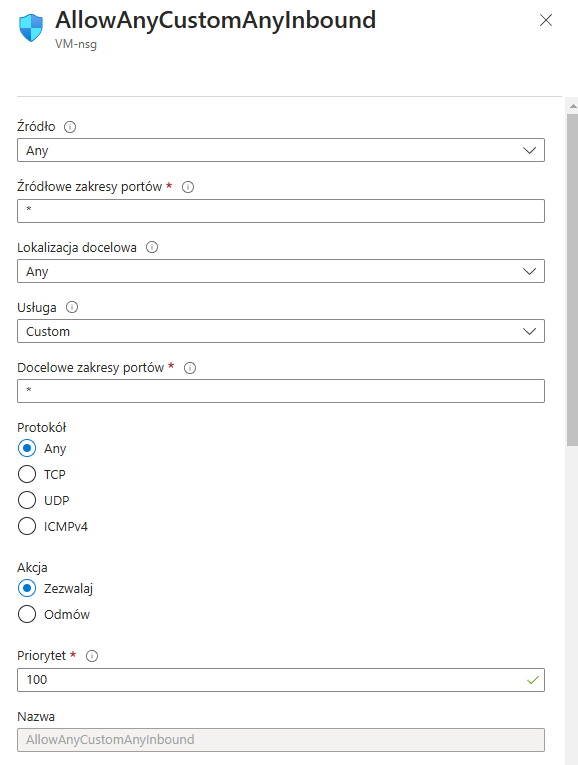 AllowAnyCustomAnyInbound
VM-nsg
Źródło
Any
Źródłowe zakresy portów *
*
Lokalizacja docelowa
Any
Usługa
Custom
Docelowe zakresy portów *
*
Protokół
Any
TCP
UDP
ICMPv4
Akcja
Zezwalaj
Odmów
Priorytet *
100
Nazwa
AllowAnyCustomAnyInbound